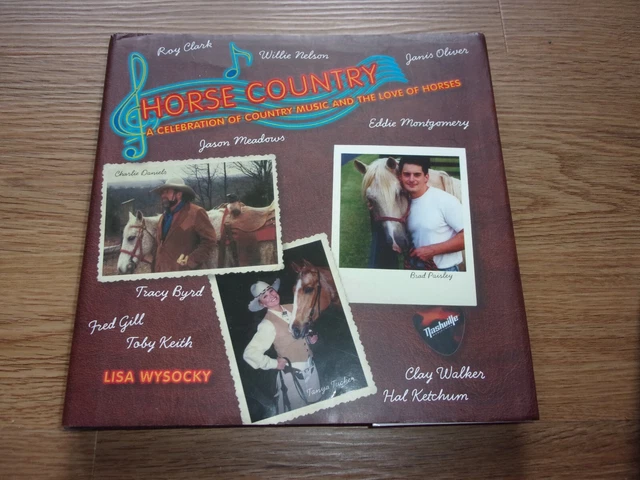 Roy Clark
Willie Nelson
Janis Oliver
HORSE COUNTRY
A CELEBRATION OF COUNTRY MUSIC AND THE LOVE OF HORSES
Jason Meadows
Eddie Montgomery
Charlie Daniels
Brad Paisley
Tracy Byrd
Fred Gill
Toby Keith
Nashville
Tanya Tucker
LISA WYSOCKY
Clay Walker
Hal Ketchum